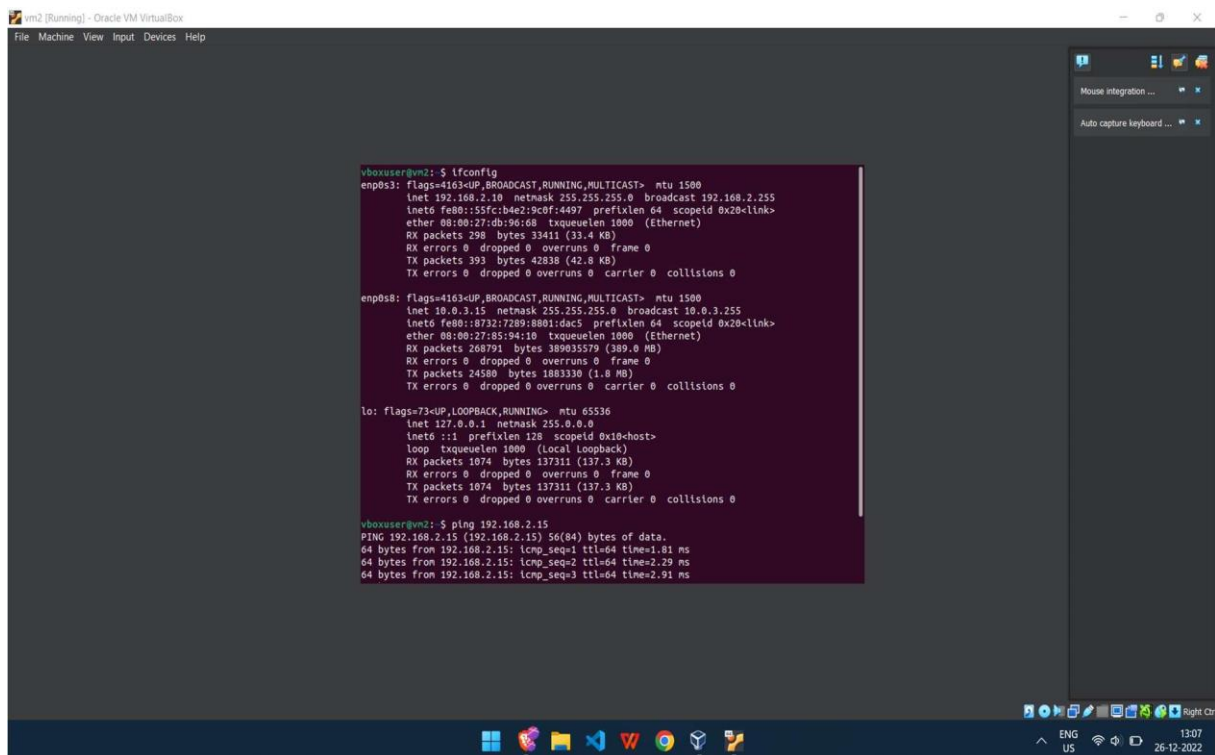 vm2 [Running] - Oracle VM VirtualBox
File Machine View Input Devices Help
Mouse integration ...
Auto capture keyboard ...
vboxuser@vm2:~$ ifconfig
enp0s3: flags=4163<UP,BROADCAST,RUNNING,MULTICAST> mtu 1500
inet 192.168.2.10 netmask 255.255.255.0 broadcast 192.168.2.255
inet6 fe80::55fc:b4e2:9c0f:4497 prefixlen 64 scopeid 0x20<link>
ether 08:00:27:db:96:68 txqueuelen 1000 (Ethernet)
RX packets 298 bytes 33411 (33.4 KB)
RX errors 0 dropped 0 overruns 0 frame 0
TX packets 393 bytes 42838 (42.8 KB)
TX errors 0 dropped 0 overruns 0 carrier 0 collisions 0
enp0s8: flags=4163<UP,BROADCAST,RUNNING,MULTICAST> mtu 1500
inet 10.0.3.15 netmask 255.255.255.0 broadcast 10.0.3.255
inet6 fe80::8732:7289:8801:dac5 prefixlen 64 scopeid 0x20<link>
ether 08:00:27:85:94:10 txqueuelen 1000 (Ethernet)
RX packets 268791 bytes 389035579 (389.0 MB)
RX errors 0 dropped 0 overruns 0 frame 0
TX packets 24580 bytes 1883330 (1.8 MB)
TX errors 0 dropped 0 overruns 0 carrier 0 collisions 0
lo: flags=73<UP,LOOPBACK,RUNNING> mtu 65536
inet 127.0.0.1 netmask 255.0.0.0
inet6 ::1 prefixlen 128 scopeid 0x10<host>
loop txqueuelen 1000 (Local Loopback)
RX packets 1074 bytes 137311 (137.3 KB)
RX errors 0 dropped 0 overruns 0 frame 0
TX packets 1074 bytes 137311 (137.3 KB)
TX errors 0 dropped 0 overruns 0 carrier 0 collisions 0
vboxuser@vm2:~$ ping 192.168.2.15
PING 192.168.2.15 (192.168.2.15) 56(84) bytes of data.
64 bytes from 192.168.2.15: icmp_seq=1 ttl=64 time=1.81 ms
64 bytes from 192.168.2.15: icmp_seq=2 ttl=64 time=2.29 ms
64 bytes from 192.168.2.15: icmp_seq=3 ttl=64 time=2.91 ms
Right Ctr
ENG 13:07
US 26-12-2022